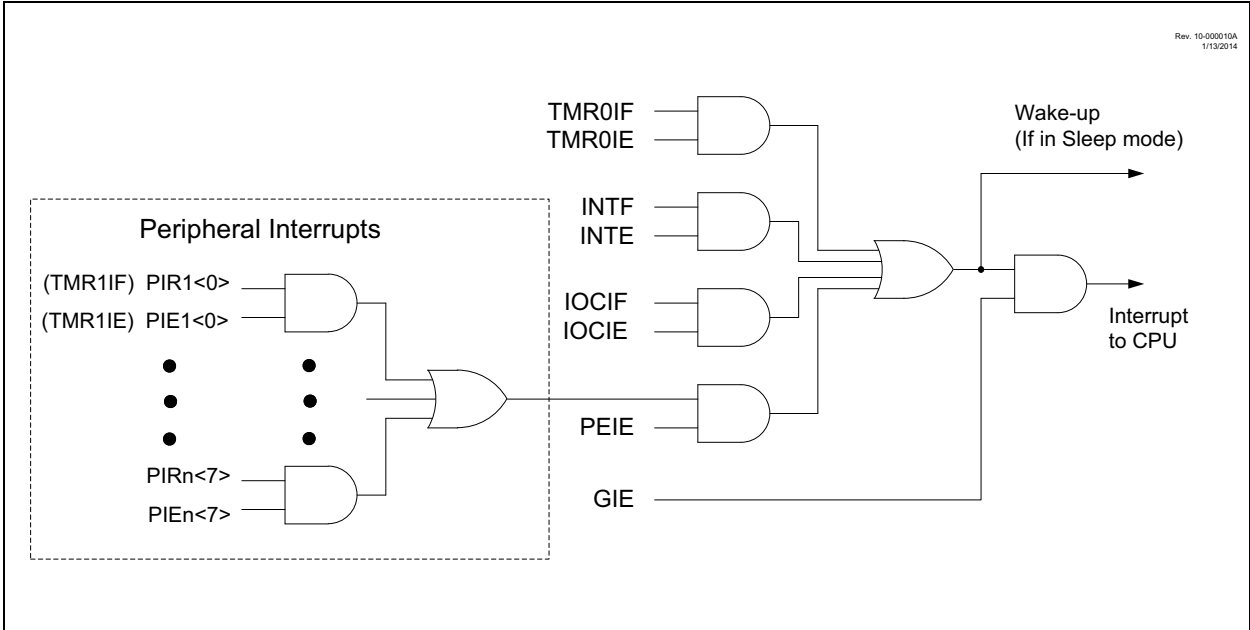 Rev. 10-000010A
1/13/2014
TMR0IF
TMR0IE
Wake-up
(If in Sleep mode)
INTF
INTE
Peripheral Interrupts
(TMR1IF) PIR1<0>
(TMR1IE) PIE1<0>
IOCIF
IOCIE
Interrupt
to CPU
PEIE
PIRn<7>
PIEn<7>
GIE